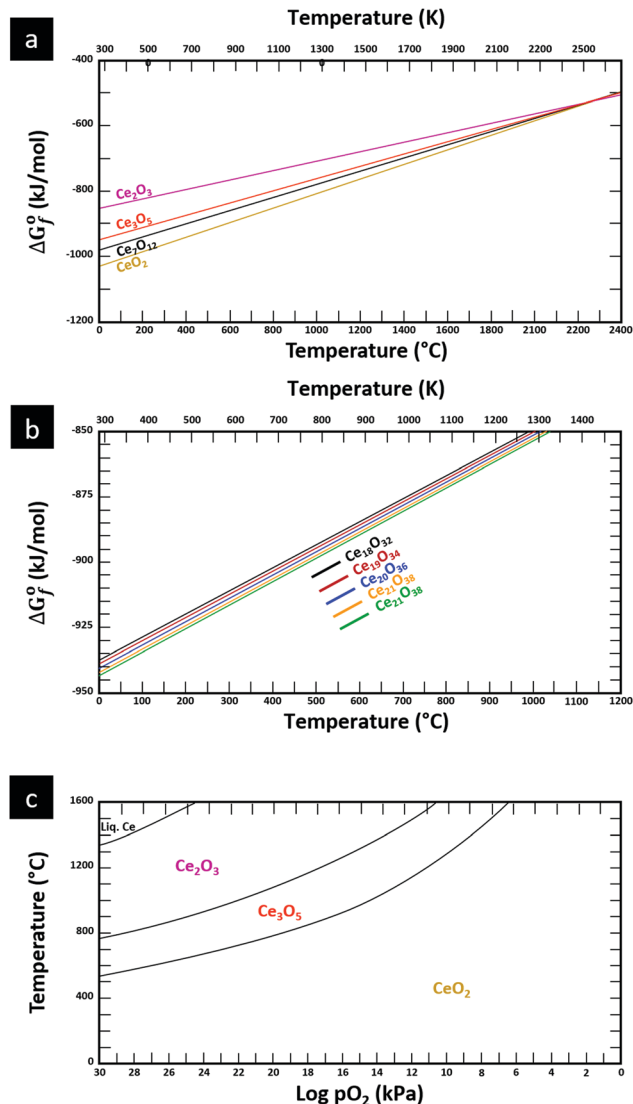 Temperature (K)
a
300 500 700 900 1000 1300 1500 1700 1900 2200 2500
0 0
-400
-600
-800
-1000
-1200
ΔG°f (kJ/mol)
Ce2O3
Ce3O5
Ce7O12
CeO2
0 200 400 600 800 1000 1200 1400 1600 1800 2000 2200 2400
Temperature (°C)
Temperature (K)
b
300 400 500 600 700 800 900 1000 1100 1200 1300 1400
-850
-875
-900
-925
-950
ΔG°f (kJ/mol)
Ce18O32
Ce19O34
Ce20O36
Ce21O38
Ce21O38
0 100 200 300 400 500 600 700 800 900 1000 1100 1200
Temperature (°C)
c
1600
1200
800
400
0
Temperature (°C)
Liq. Ce
Ce2O3
Ce3O5
CeO2
30 28 26 24 22 20 18 16 14 12 10 8 6 4 2 0
Log pO2 (kPa)